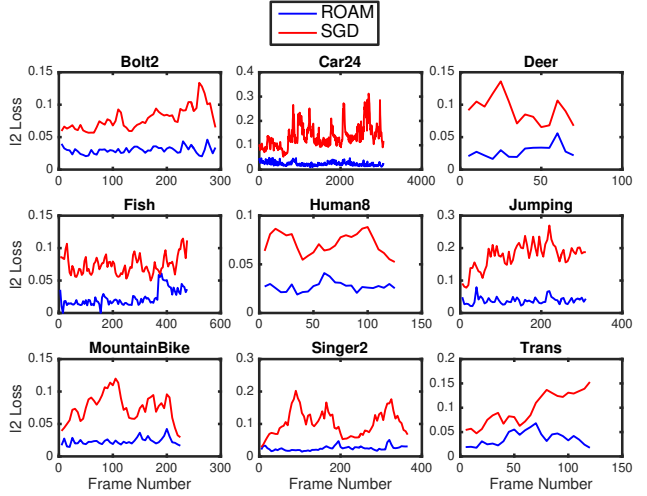 ROAM
SGD
Bolt2
Car24
Deer
l2 Loss
0.15
0.1
0.05
0
0 100 200 300
0.4
0.3
0.2
0.1
0
0 2000 4000
0.15
0.1
0.05
0
0 50 100
Fish
Human8
Jumping
l2 Loss
0.15
0.1
0.05
0
0 200 400 600
0.1
0.05
0
0 50 100 150
0.3
0.2
0.1
0
0 200 400
MountainBike
Singer2
Trans
l2 Loss
0.15
0.1
0.05
0
0 100 200 300
Frame Number
0.3
0.2
0.1
0
0 200
Frame Number
0.2
0.15
0.1
0.05
0
0 50 100 150
Frame Number